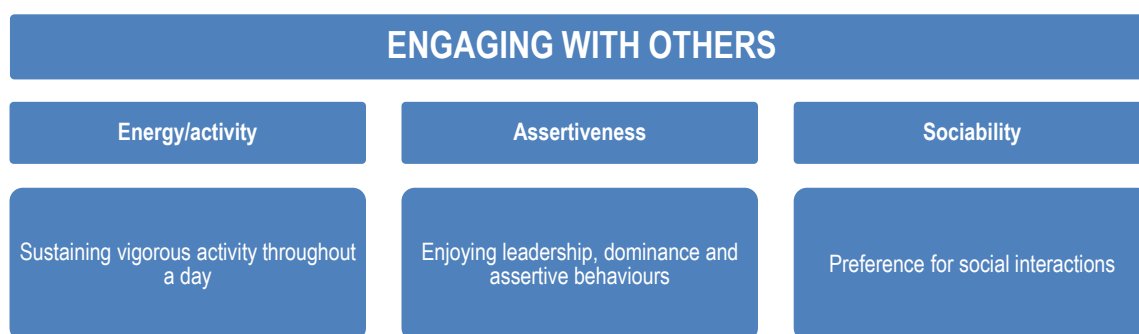 ENGAGING WITH OTHERS
Energy/activity
Assertiveness
Sociability
Sustaining vigorous activity throughout
a day
Enjoying leadership, dominance and
assertive behaviours
Preference for social interactions